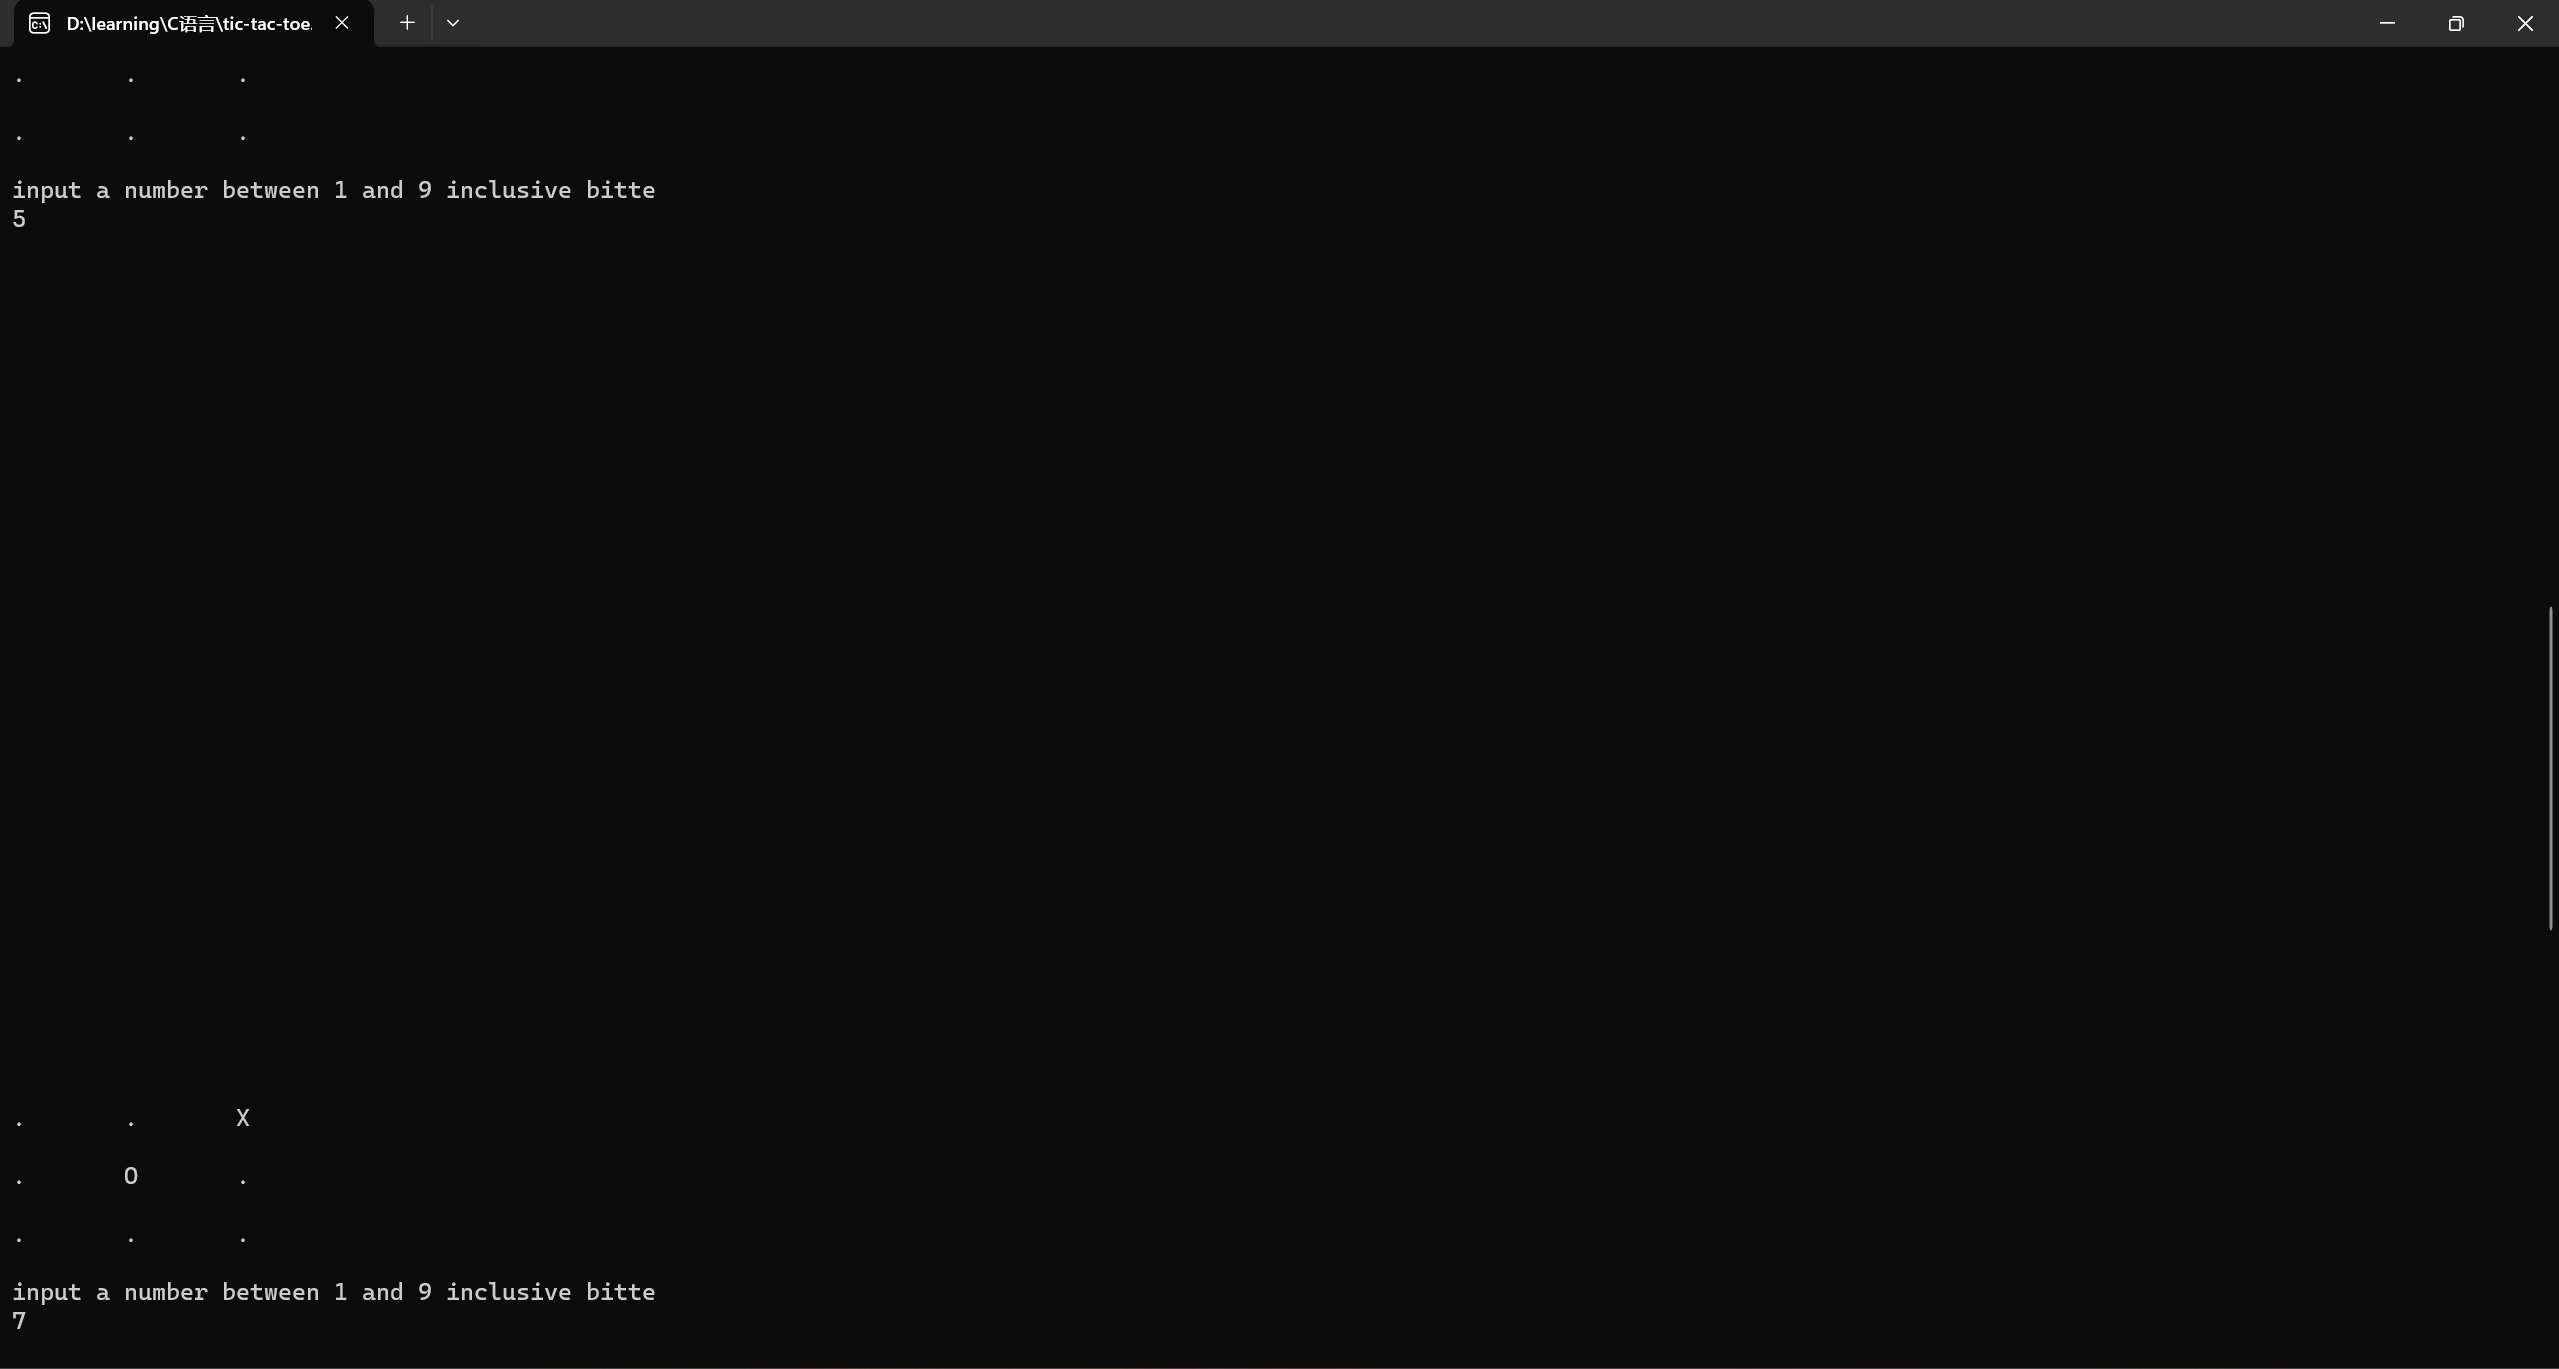 D:\learning\C语言\tic-tac-toe.
. . .
. . .
input a number between 1 and 9 inclusive bitte
5
. . X
. O .
. . .
input a number between 1 and 9 inclusive bitte
7